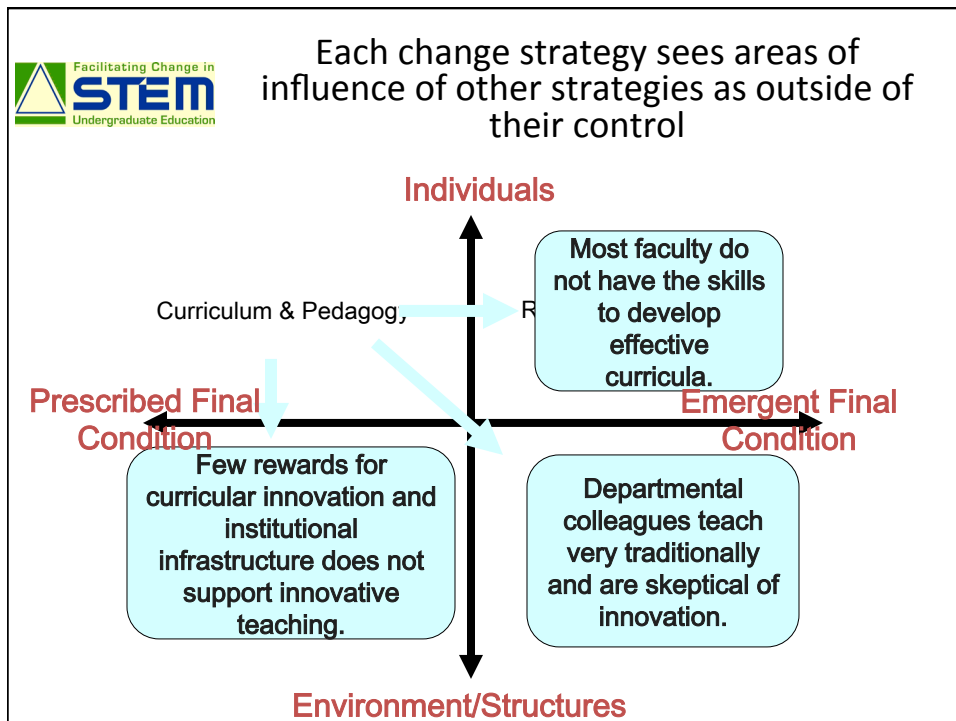 Facilitating Change in
STEM
Undergraduate Education
Each change strategy sees areas of
influence of other strategies as outside of
their control
Individuals
Most faculty do
not have the skills
to develop
effective
curricula.
Curriculum & Pedagogy
Prescribed Final
Condition
Emergent Final
Condition
Few rewards for
curricular innovation and
institutional
infrastructure does not
support innovative
teaching.
Departmental
colleagues teach
very traditionally
and are skeptical of
innovation.
Environment/Structures